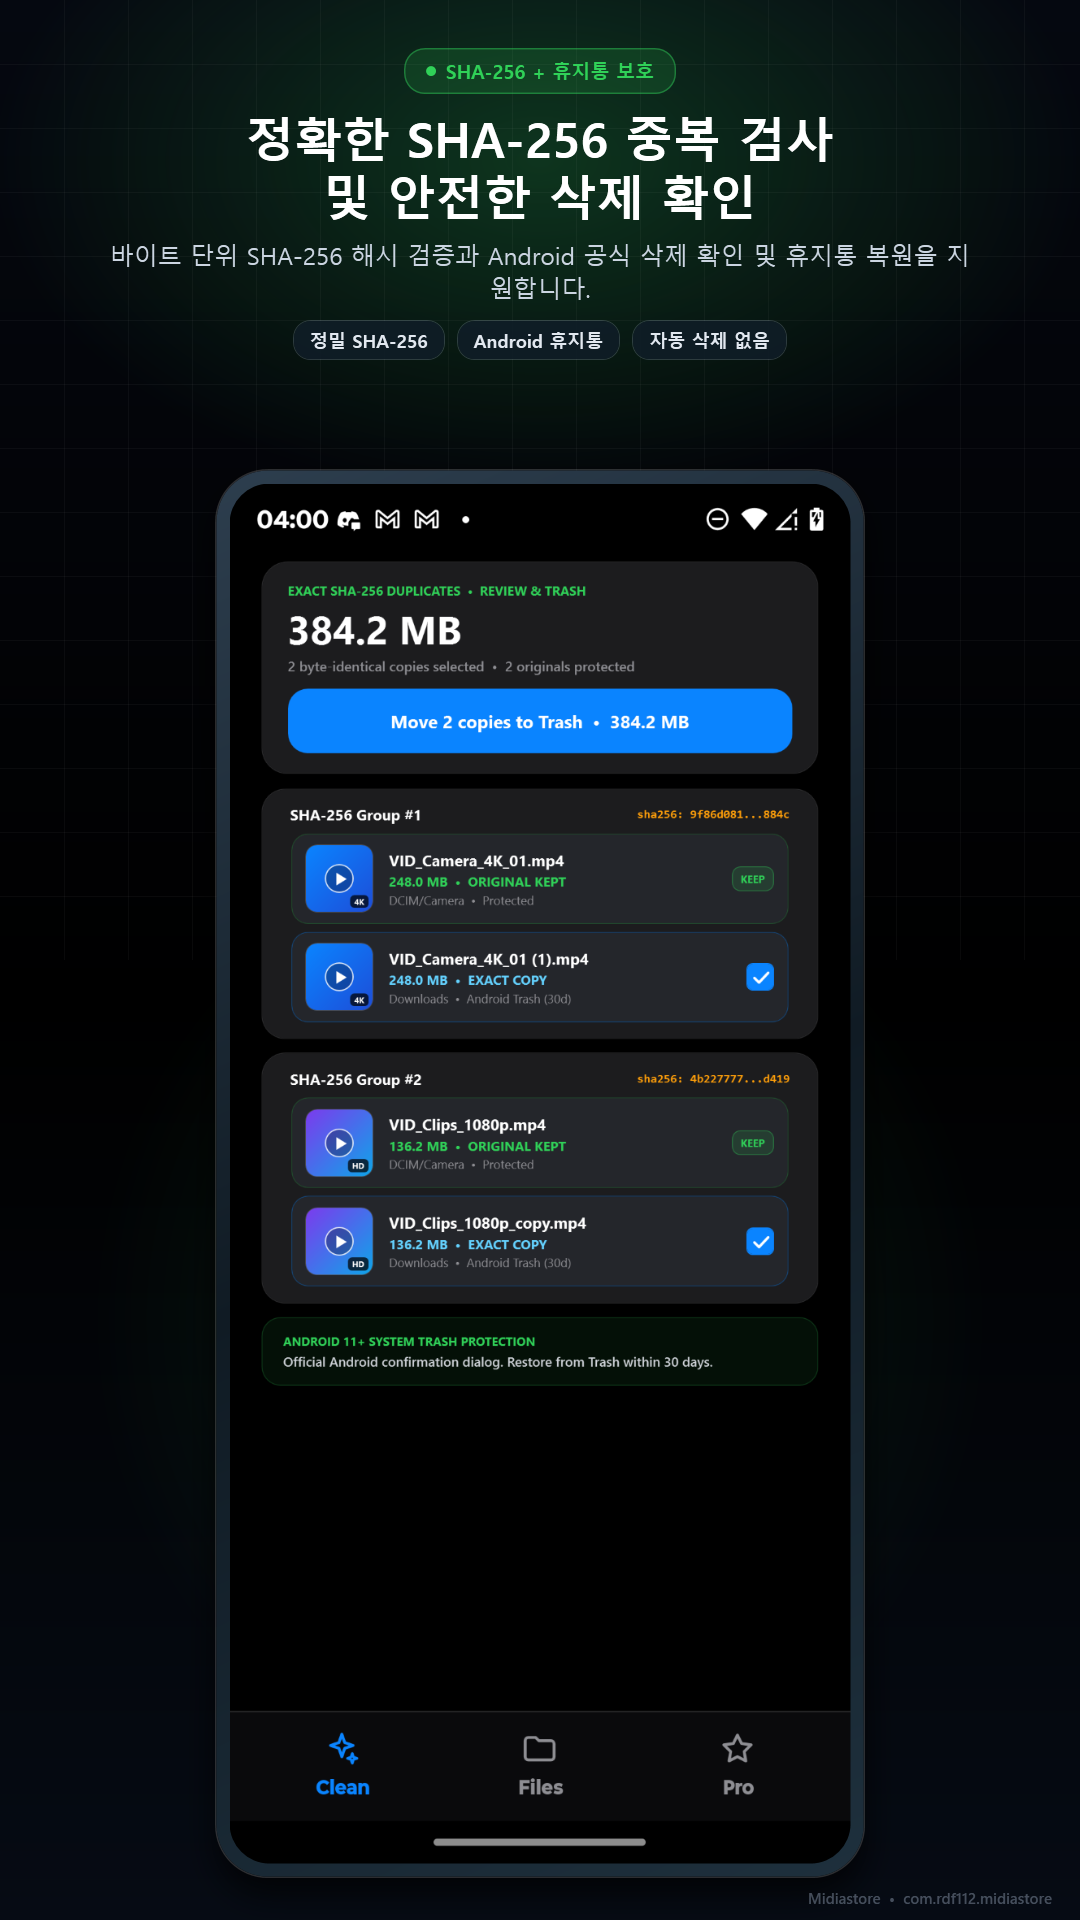 SHA-256 + 휴지통 보호
정확한 SHA-256 중복 검사
및 안전한 삭제 확인
바이트 단위 SHA-256 해시 검증과 Android 공식 삭제 확인 및 휴지통 복원을 지
원합니다.
정밀 SHA-256 Android 휴지통 자동 삭제 없음
04:00
EXACT SHA-256 DUPLICATES • REVIEW & TRASH
384.2 MB
2 byte-identical copies selected • 2 originals protected
Move 2 copies to Trash • 384.2 MB
SHA-256 Group #1 sha256: 9f86d081...884c
VID_Camera_4K_01.mp4
248.0 MB • ORIGINAL KEPT
KEEP
4K
DCIM/Camera • Protected
VID_Camera_4K_01 (1).mp4
248.0 MB • EXACT COPY
4K
Downloads • Android Trash (30d)
SHA-256 Group #2 sha256: 4b227777...d419
VID_Clips_1080p.mp4
136.2 MB • ORIGINAL KEPT
KEEP
HD
DCIM/Camera • Protected
VID_Clips_1080p_copy.mp4
136.2 MB • EXACT COPY
HD
Downloads • Android Trash (30d)
ANDROID 11+ SYSTEM TRASH PROTECTION
Official Android confirmation dialog. Restore from Trash within 30 days.
Clean Files Pro
Midiastore • com.rdf112.midiastore